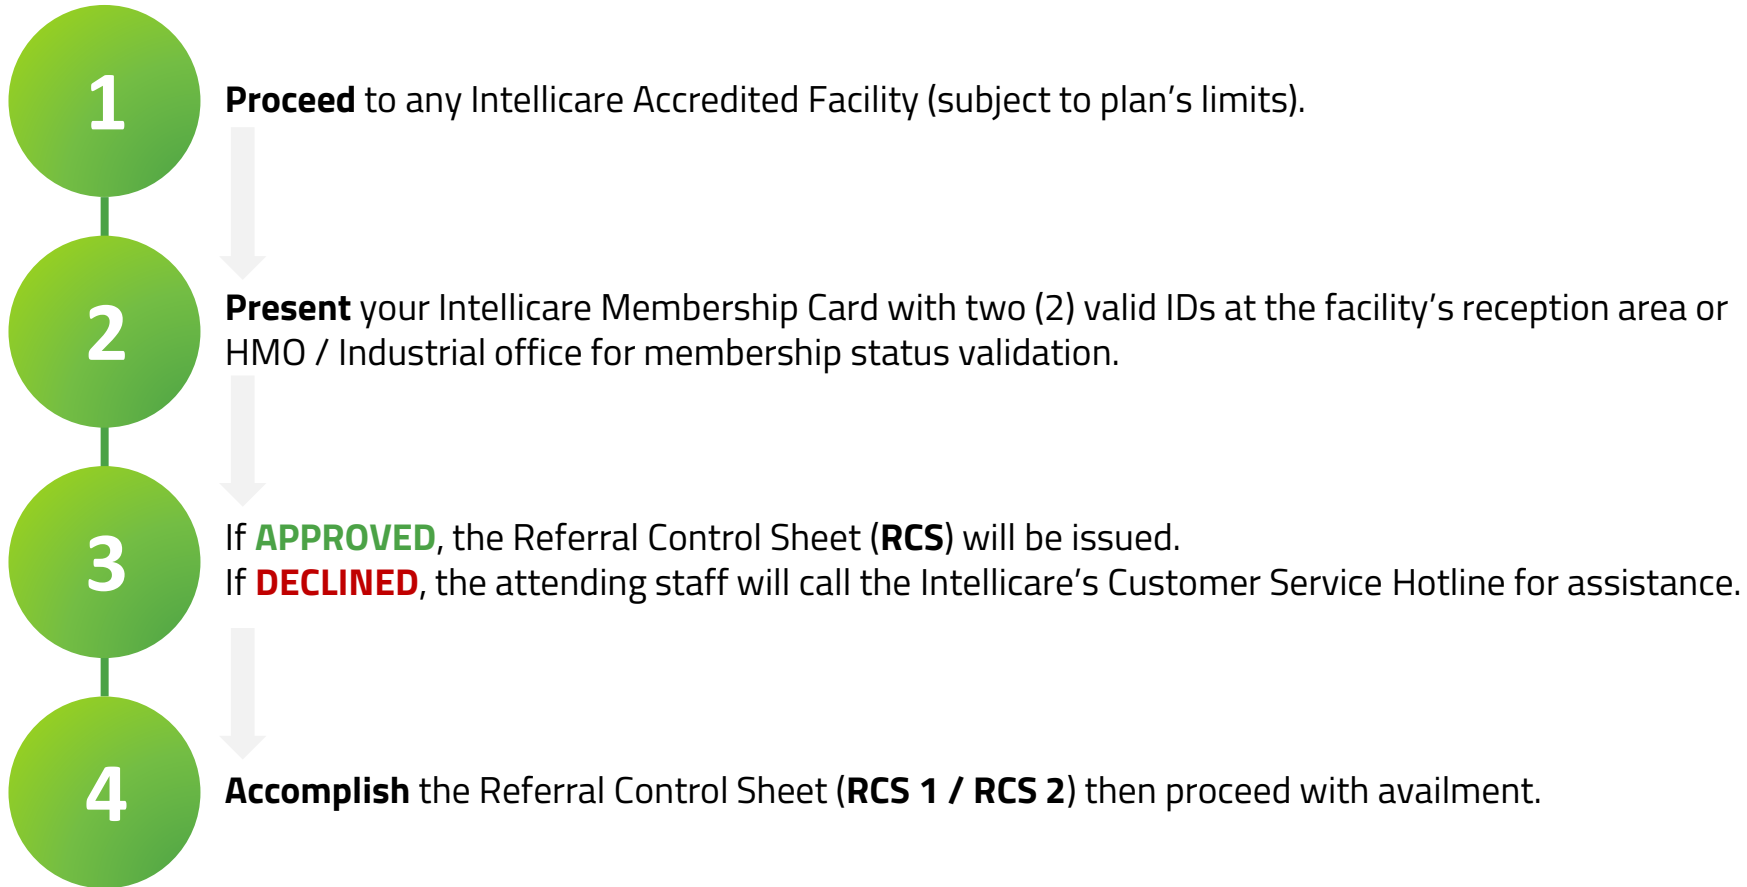 1
Proceed to any Intellicare Accredited Facility (subject to plan's limits).
2
Present your Intellicare Membership Card with two (2) valid IDs at the facility's reception area or
HMO / Industrial office for membership status validation.
3
If APPROVED, the Referral Control Sheet (RCS) will be issued.
If DECLINED, the attending staff will call the Intellicare's Customer Service Hotline for assistance.
4
Accomplish the Referral Control Sheet (RCS 1 / RCS 2) then proceed with availment.